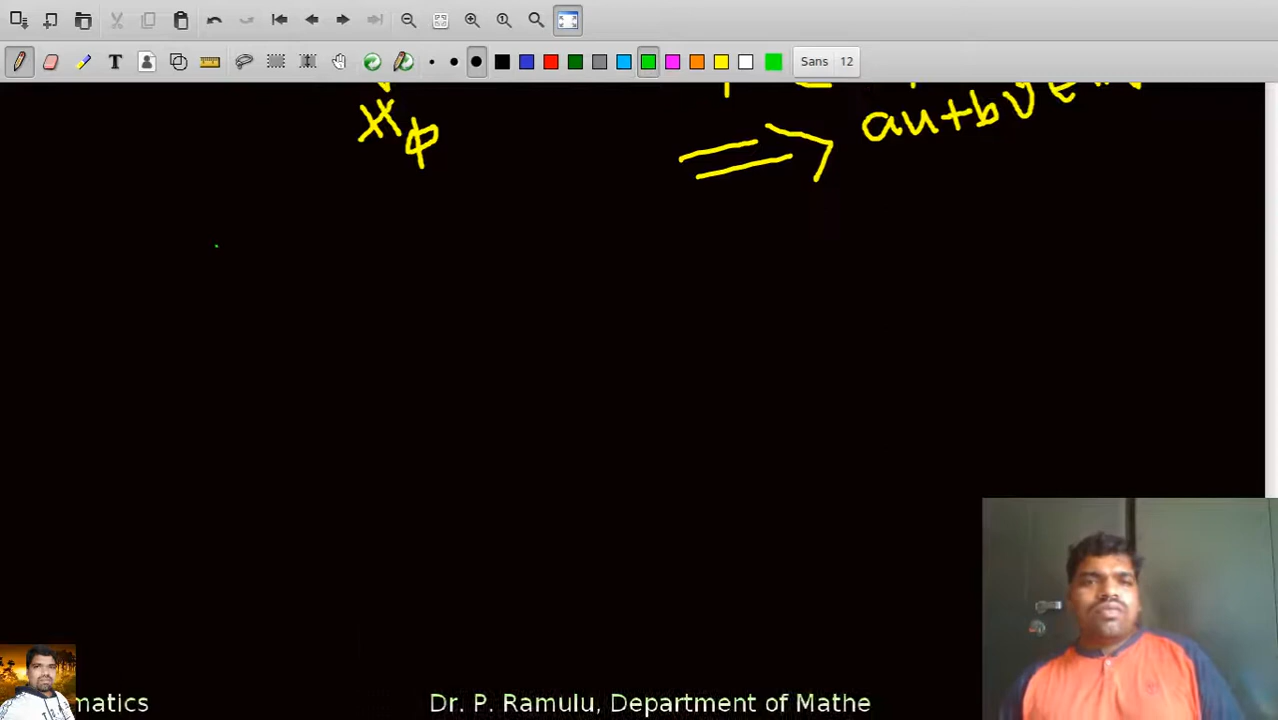 Sans 12
au+bv∈
ϕ
⟹
matics
Dr. P. Ramulu, Department of Mathe